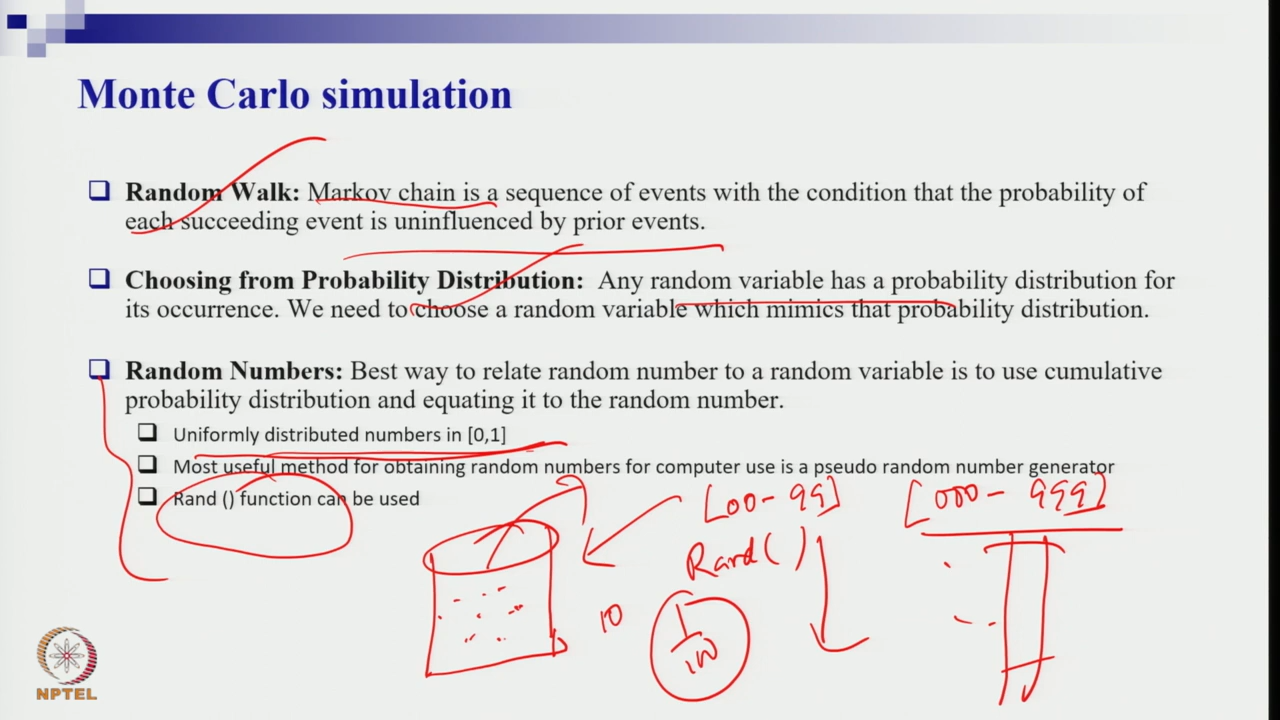 Monte Carlo simulation
Random Walk: Markov chain is a sequence of events with the condition that the probability of
each succeeding event is uninfluenced by prior events.
Choosing from Probability Distribution: Any random variable has a probability distribution for
its occurrence. We need to choose a random variable which mimics that probability distribution.
Random Numbers: Best way to relate random number to a random variable is to use cumulative
probability distribution and equating it to the random number.
Uniformly distributed numbers in [0,1]
Most useful method for obtaining random numbers for computer use is a pseudo random number generator
Rand () function can be used
[00-99] [000-999]
Rand()
10 1/100
NPTEL